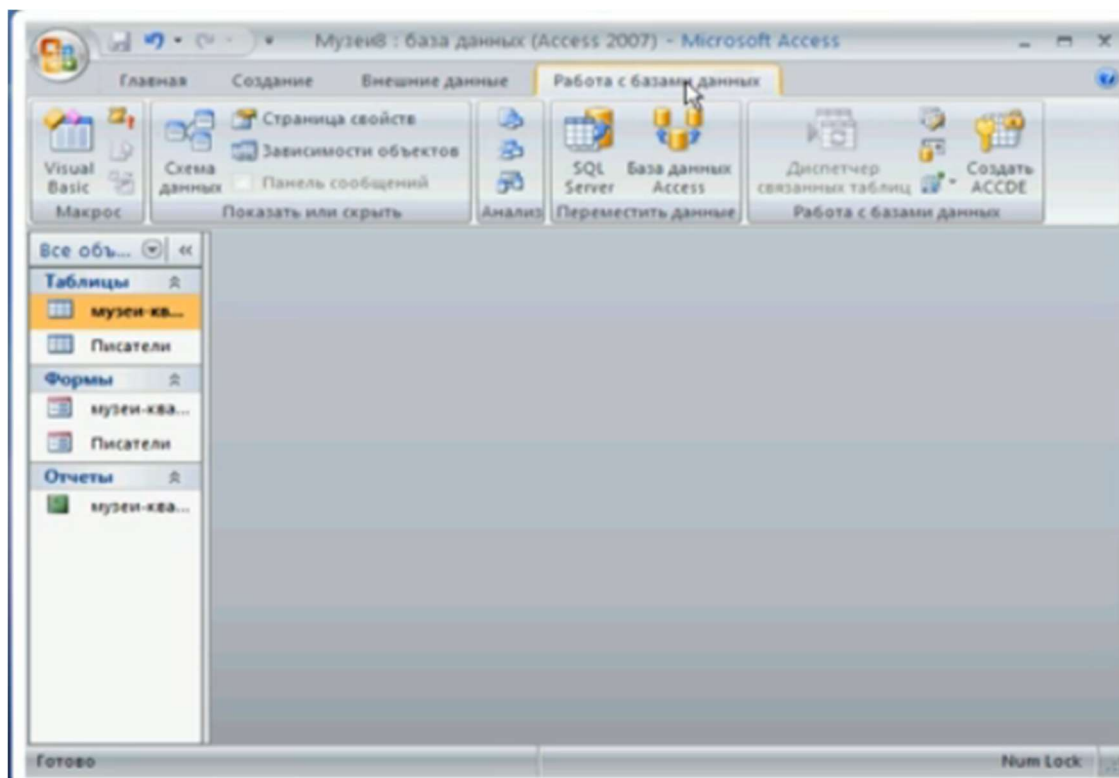 Музеи8 : база данных (Access 2007) - Microsoft Access
Главная Создание Внешние данные Работа с базами данных
Visual Basic
Макрос
Схема данных
Страница свойств
Зависимости объектов
Панель сообщений
Показать или скрыть
Анализ
SQL Server
База данных Access
Переместить данные
Диспетчер связанных таблиц
Создать ACCDE
Работа с базами данных
Все объ...
Таблицы
музеи-кв...
Писатели
Формы
музеи-ква...
Писатели
Отчеты
музеи-ква...
Готово
Num Lock